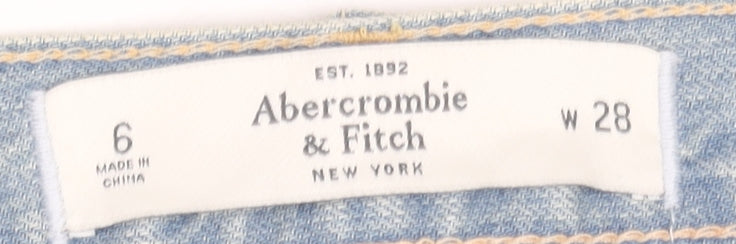 EST. 1892
Abercrombie
& Fitch
NEW YORK
6
MADE IN
CHINA
W 28